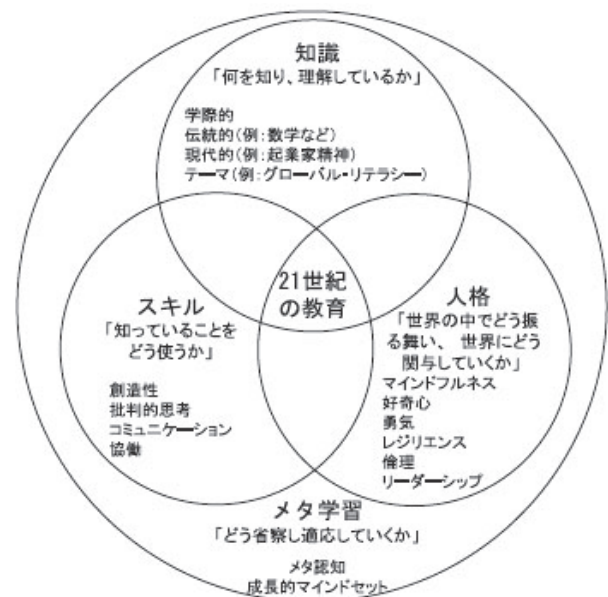 知識
「何を知り、理解しているか」
学際的
伝統的(例:数学など)
現代的(例:起業家精神)
テーマ(例:グローバル・リテラシー)
21世紀
の教育
スキル
「知っていることを
どう使うか」
創造性
批判的思考
コミュニケーション
協働
人格
「世界の中でどう振
る舞い、 世界にどう
関与していくか」
マインドフルネス
好奇心
勇気
レジリエンス
倫理
リーダーシップ
メタ学習
「どう省察し適応していくか」
メタ認知
成長的マインドセット